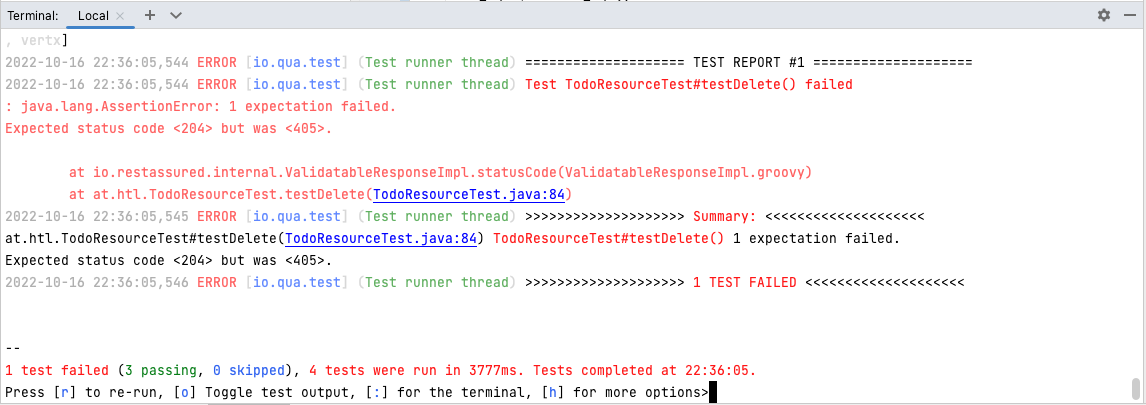 Terminal: Local × + ∨
, vertx]
2022-10-16 22:36:05,544 ERROR [io.qua.test] (Test runner thread) ==================== TEST REPORT #1 ====================
2022-10-16 22:36:05,544 ERROR [io.qua.test] (Test runner thread) Test TodoResourceTest#testDelete() failed
: java.lang.AssertionError: 1 expectation failed.
Expected status code <204> but was <405>.
at io.restassured.internal.ValidatableResponseImpl.statusCode(ValidatableResponseImpl.groovy)
at at.htl.TodoResourceTest.testDelete(TodoResourceTest.java:84)
2022-10-16 22:36:05,545 ERROR [io.qua.test] (Test runner thread) >>>>>>>>>>>>>>>>>>>> Summary: <<<<<<<<<<<<<<<<<<<<
at.htl.TodoResourceTest#testDelete(TodoResourceTest.java:84) TodoResourceTest#testDelete() 1 expectation failed.
Expected status code <204> but was <405>.
2022-10-16 22:36:05,546 ERROR [io.qua.test] (Test runner thread) >>>>>>>>>>>>>>>>>>>> 1 TEST FAILED <<<<<<<<<<<<<<<<<<<<
--
1 test failed (3 passing, 0 skipped), 4 tests were run in 3777ms. Tests completed at 22:36:05.
Press [r] to re-run, [o] Toggle test output, [:] for the terminal, [h] for more options>